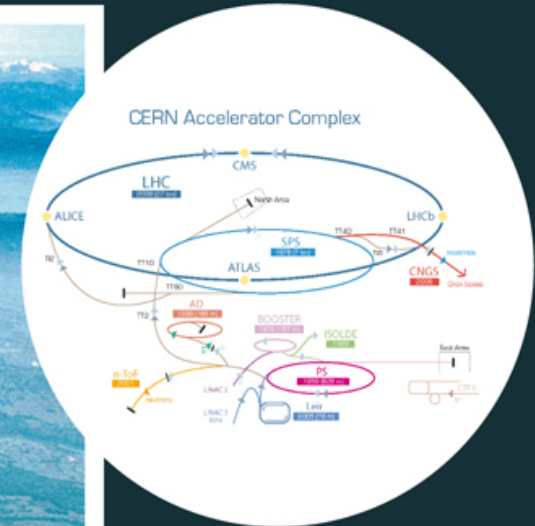 CERN Accelerator Complex
CMS
LHC
North Area
ALICE
LHCb
TT40
TT41
SPS
TI8
TI2
TT10
ATLAS
CNGS
Gran Sasso
TT60
AD
TT2
BOOSTER
ISOLDE
East Area
n-ToF
PS
LINAC 2
neutrons
CTF3
e-
LINAC 3
Ions
Leir